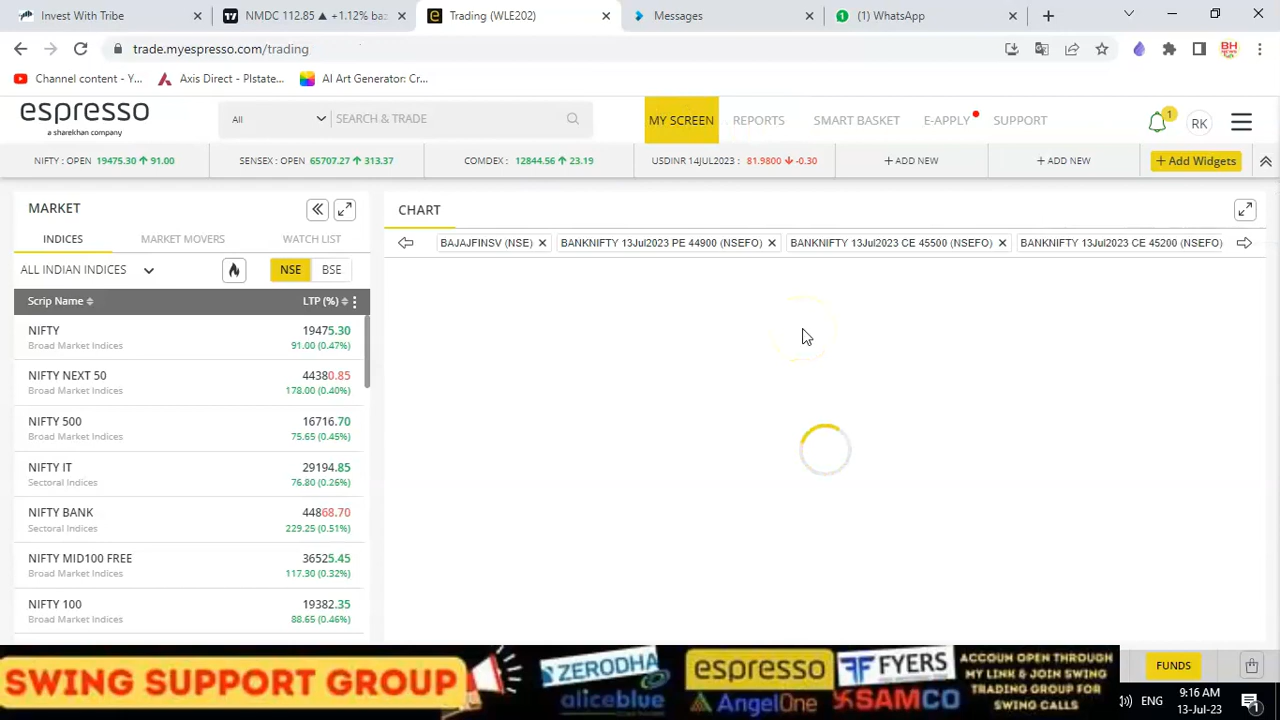 Invest With Tribe
NMDC 112.85 ▲ +1.12%
Trading (WLE202)
Messages
(1) WhatsApp
trade.myespresso.com/trading
Channel content - Y...
Axis Direct - Plstate...
AI Art Generator: Cr...
espresso
a sharekhan company
All
SEARCH & TRADE
MY SCREEN
REPORTS
SMART BASKET
E-APPLY
SUPPORT
1
RK
NIFTY : OPEN 19475.30 ↑ 91.00
SENSEX : OPEN 65707.27 ↑ 313.37
COMDEX : 12844.56 ↑ 23.19
USDINR 14JUL2023 : 81.9800 ↓ -0.30
+ ADD NEW
+ ADD NEW
+ Add Widgets
MARKET
CHART
INDICES
MARKET MOVERS
WATCH LIST
BAJAJFINSV (NSE)
BANKNIFTY 13Jul2023 PE 44900 (NSEFO)
BANKNIFTY 13Jul2023 CE 45500 (NSEFO)
BANKNIFTY 13Jul2023 CE 45200 (NSEFO)
ALL INDIAN INDICES
NSE
BSE
Scrip Name
LTP (%)
NIFTY 19475.30
Broad Market Indices 91.00 (0.47%)
NIFTY NEXT 50 44380.85
Broad Market Indices 178.00 (0.40%)
NIFTY 500 16716.70
Broad Market Indices 75.65 (0.45%)
NIFTY IT 29194.85
Sectoral Indices 76.80 (0.26%)
NIFTY BANK 44868.70
Sectoral Indices 229.25 (0.51%)
NIFTY MID100 FREE 36525.45
Broad Market Indices 117.30 (0.32%)
NIFTY 100 19382.35
Broad Market Indices 88.65 (0.46%)
SWING SUPPORT GROUP
ZERODHA
aliceblue
espresso
AngelOne
FYERS
SAMCO
ACCOUN OPEN THROUGH
MY LINK & JOIN SWING
TRADING GROUP FOR
SWING CALLS
FUNDS
ENG
9:16 AM
13-Jul-23
1